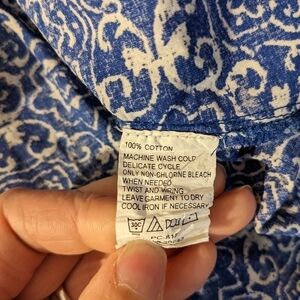 100% COTTON
MACHINE WASH COLD
DELICATE CYCLE
ONLY NON-CHLORINE BLEACH
WHEN NEEDED
TWIST AND WRING
LEAVE GARMENT TO DRY
COOL IRON IF NECESSARY
30C